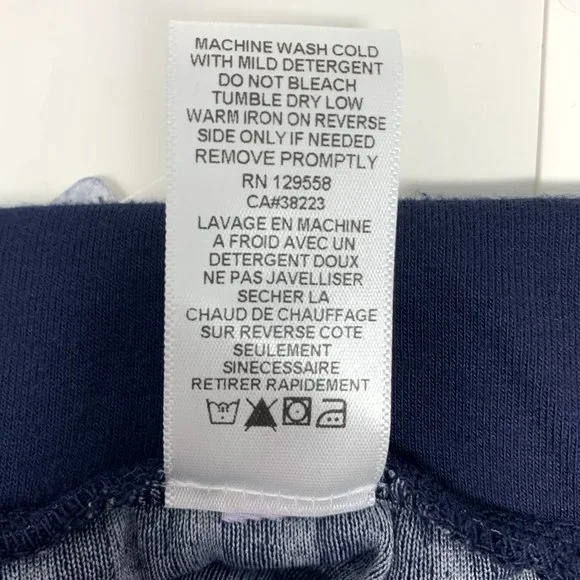 MACHINE WASH COLD
WITH MILD DETERGENT
DO NOT BLEACH
TUMBLE DRY LOW
WARM IRON ON REVERSE
SIDE ONLY IF NEEDED
REMOVE PROMPTLY
RN 129558
CA#38223
LAVAGE EN MACHINE
A FROID AVEC UN
DETERGENT DOUX
NE PAS JAVELLISER
SECHER LA
CHAUD DE CHAUFFAGE
SUR REVERSE COTE
SEULEMENT
SINECESSAIRE
RETIRER RAPIDEMENT